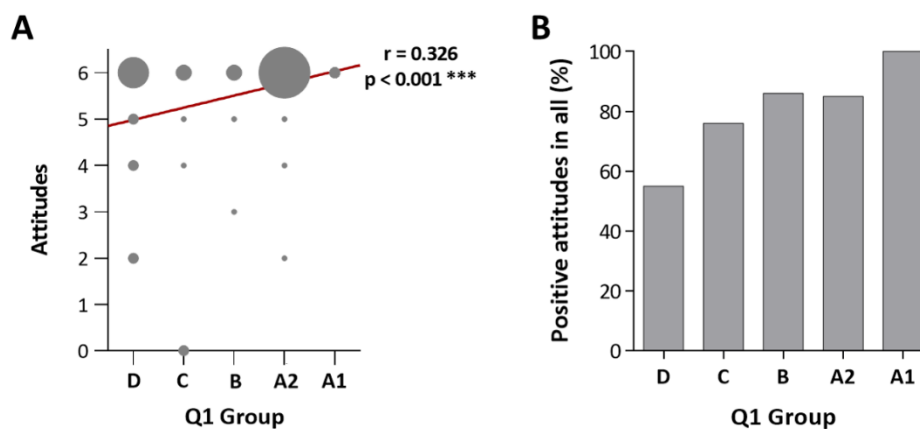 A
r = 0.326
p < 0.001 ***
Attitudes
6
5
4
3
2
1
0
D C B A2 A1
Q1 Group
B
Positive attitudes in all (%)
100
80
60
40
20
0
D C B A2 A1
Q1 Group